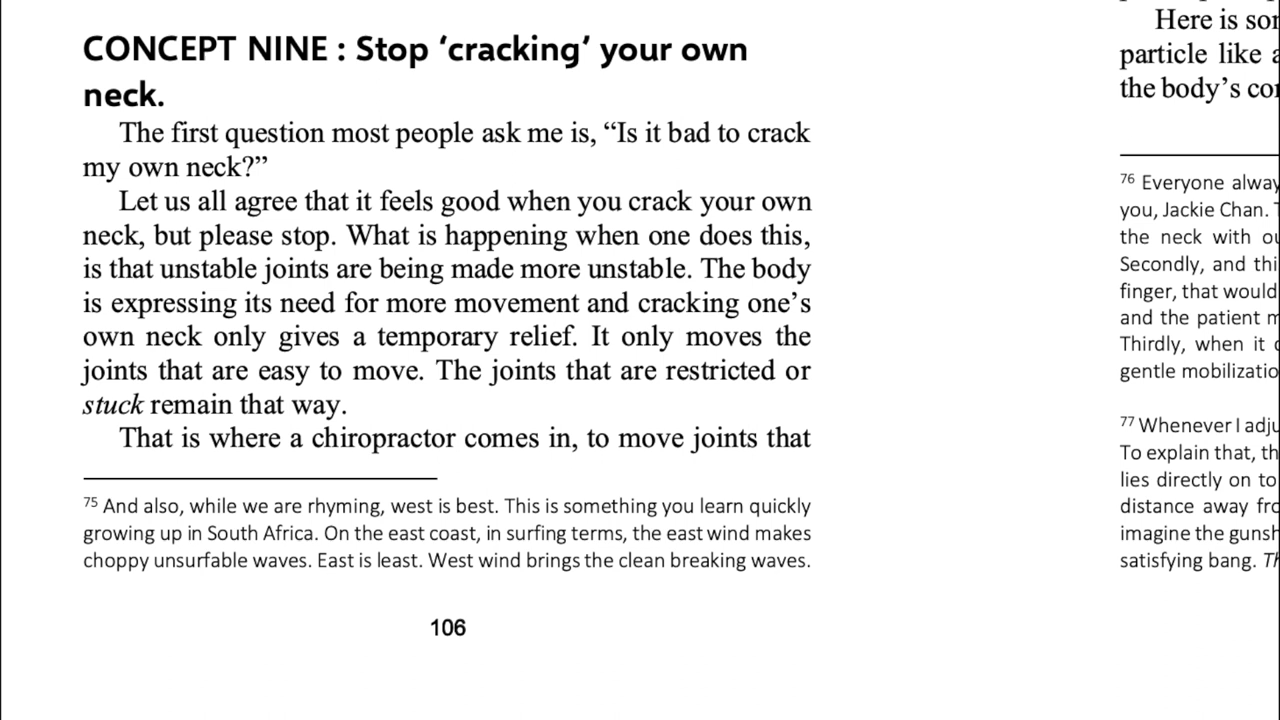 CONCEPT NINE : Stop ‘cracking’ your own
neck.
The first question most people ask me is, “Is it bad to crack
my own neck?”
Let us all agree that it feels good when you crack your own
neck, but please stop. What is happening when one does this,
is that unstable joints are being made more unstable. The body
is expressing its need for more movement and cracking one’s
own neck only gives a temporary relief. It only moves the
joints that are easy to move. The joints that are restricted or
stuck remain that way.
That is where a chiropractor comes in, to move joints that
75 And also, while we are rhyming, west is best. This is something you learn quickly
growing up in South Africa. On the east coast, in surfing terms, the east wind makes
choppy unsurfable waves. East is least. West wind brings the clean breaking waves.
106
Here is
particle like
the body’s
76 Everyone
you, Jackie Chan.
the neck with
Secondly, and
finger, that would
and the patient
Thirdly, when it
gentle
77 Whenever I
To explain that,
lies directly on to
distance away
imagine the
satisfying bang.